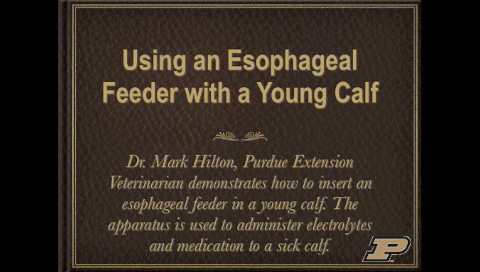 Using an Esophageal
Feeder with a Young Calf
Dr. Mark Hilton, Purdue Extension
Veterinarian demonstrates how to insert an
esophageal feeder in a young calf. The
apparatus is used to administer electrolytes
and medication to a sick calf.
P